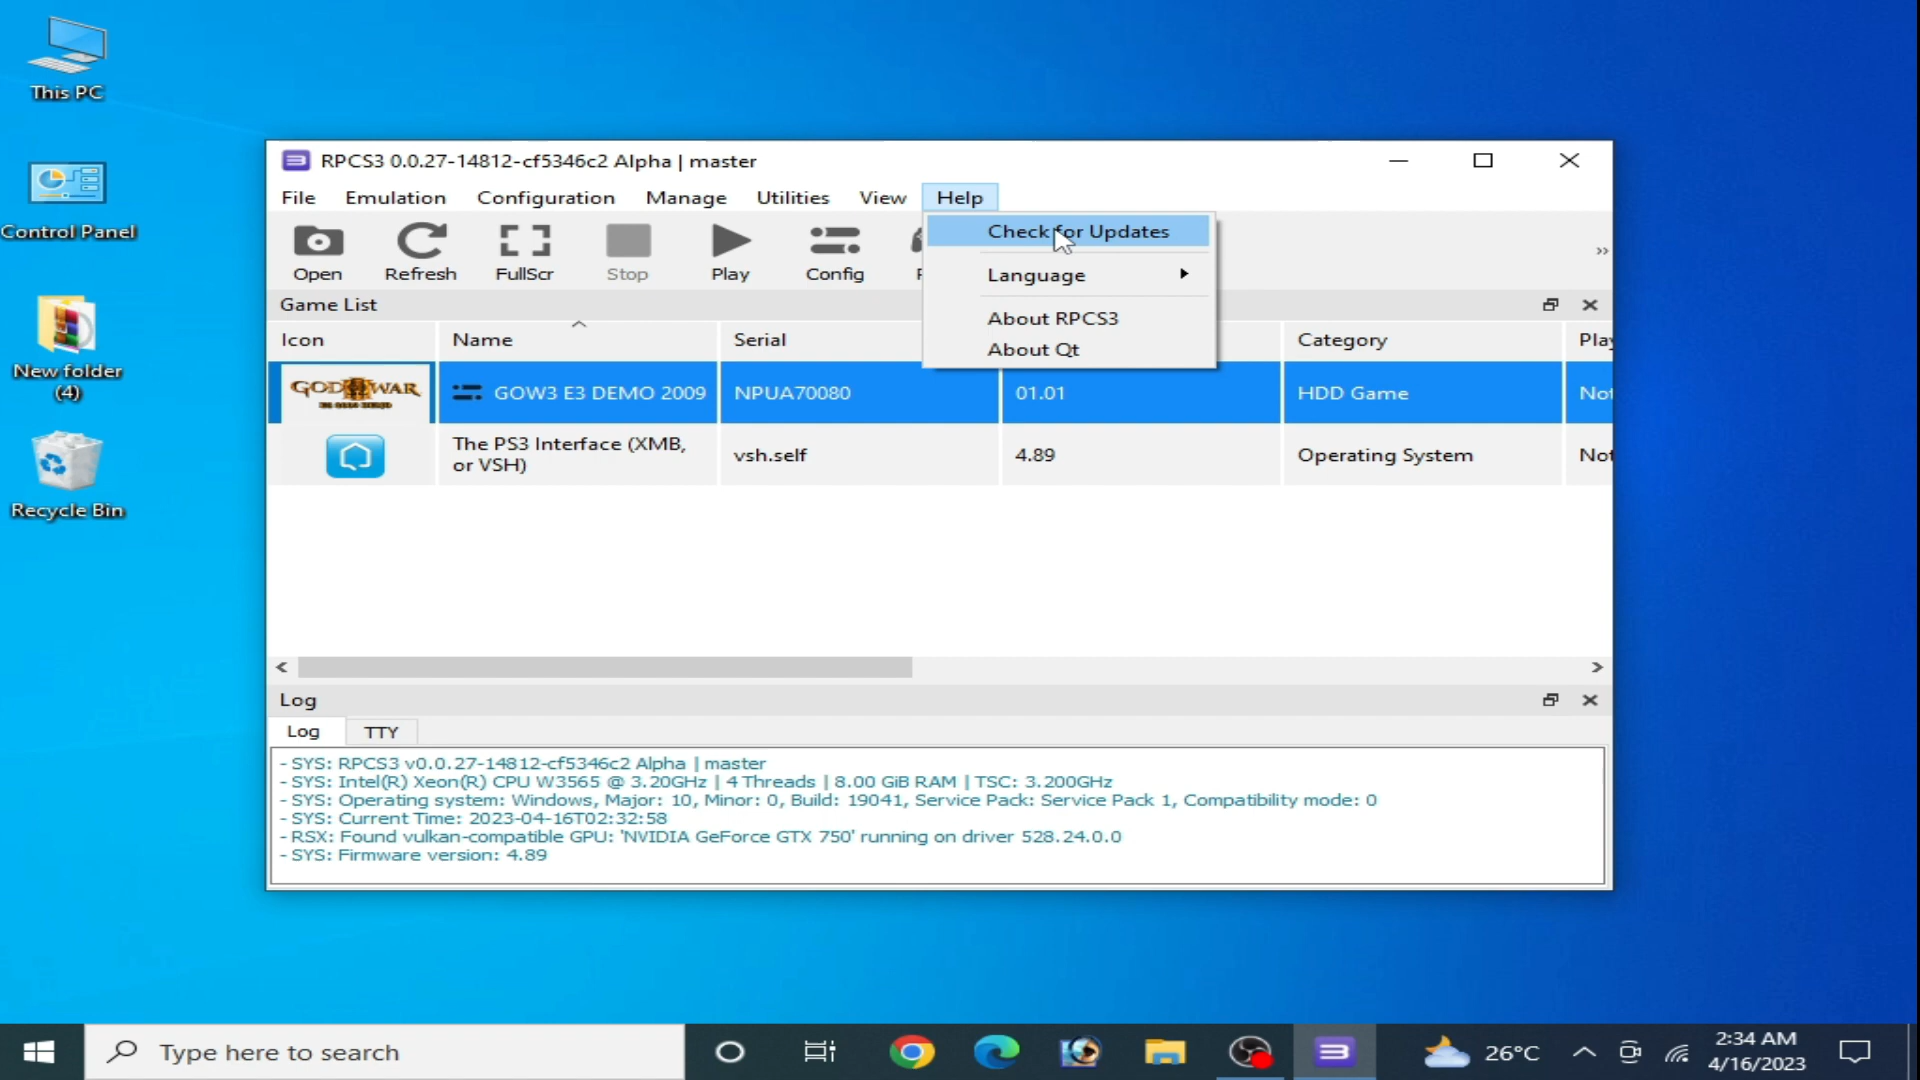 This PC
Control Panel
New folder
(4)
Recycle Bin
RPCS3 0.0.27-14812-cf5346c2 Alpha | master
File Emulation Configuration Manage Utilities View Help
Open Refresh FullScr Stop Play Config
»
Check for Updates
Language
About RPCS3
About Qt
Game List
Icon Name Serial Category Play
GOD OF WAR
GOW3 E3 DEMO 2009 NPUA70080 01.01 HDD Game Not
The PS3 Interface (XMB,
or VSH)
vsh.self 4.89 Operating System Not
Log
Log TTY
- SYS: RPCS3 v0.0.27-14812-cf5346c2 Alpha | master
- SYS: Intel(R) Xeon(R) CPU W3565 @ 3.20GHz | 4 Threads | 8.00 GiB RAM | TSC: 3.200GHz
- SYS: Operating system: Windows, Major: 10, Minor: 0, Build: 19041, Service Pack: Service Pack 1, Compatibility mode: 0
- SYS: Current Time: 2023-04-16T02:32:58
- RSX: Found vulkan-compatible GPU: 'NVIDIA GeForce GTX 750' running on driver 528.24.0.0
- SYS: Firmware version: 4.89
Type here to search
26°C
2:34 AM
4/16/2023